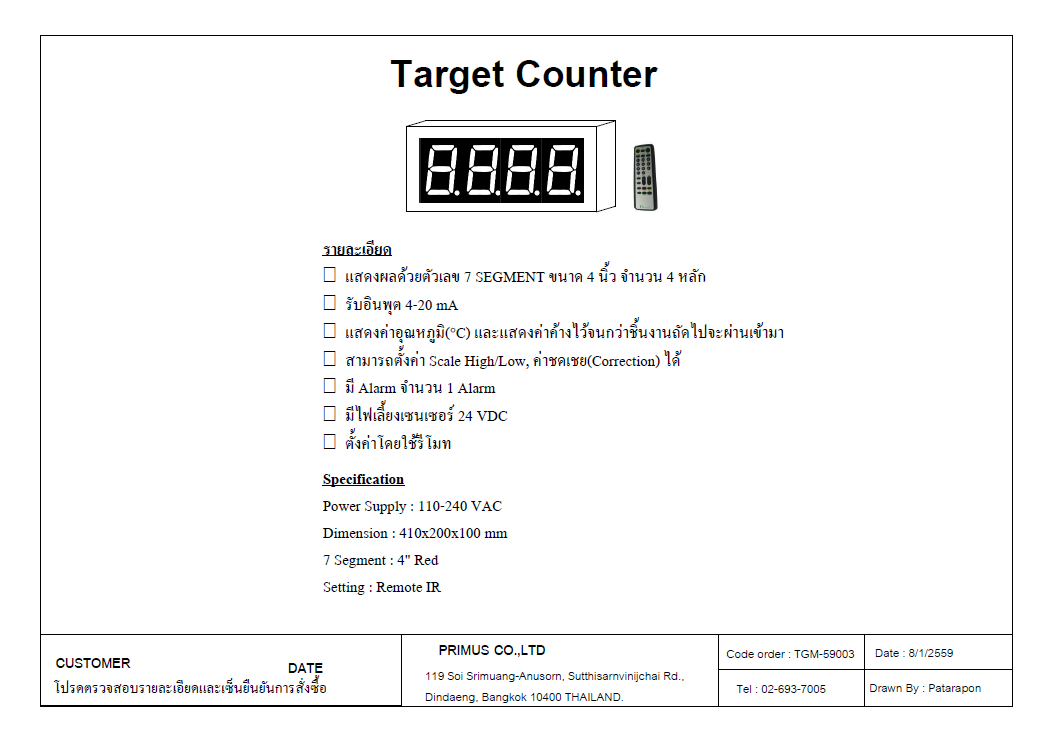 Target Counter
8.8.8.8.
รายละเอียด
☐ แสดงผลด้วยตัวเลข 7 SEGMENT ขนาด 4 นิ้ว จำนวน 4 หลัก
☐ รับอินพุต 4-20 mA
☐ แสดงค่าอุณหภูมิ(°C) และแสดงค่าค้างไว้จนกว่าชิ้นงานถัดไปจะผ่านเข้ามา
☐ สามารถตั้งค่า Scale High/Low, ค่าชดเชย(Correction) ได้
☐ มี Alarm จำนวน 1 Alarm
☐ มีไฟเลี้ยงเซนเซอร์ 24 VDC
☐ ตั้งค่าโดยใช้รีโมท
Specification
Power Supply : 110-240 VAC
Dimension : 410x200x100 mm
7 Segment : 4" Red
Setting : Remote IR
CUSTOMER DATE
โปรดตรวจสอบรายละเอียดและเซ็นยืนยันการสั่งซื้อ
PRIMUS CO.,LTD
119 Soi Srimuang-Anusorn, Sutthisarnvinijchai Rd.,
Dindaeng, Bangkok 10400 THAILAND.
Code order : TGM-59003
Date : 8/1/2559
Tel : 02-693-7005
Drawn By : Patarapon